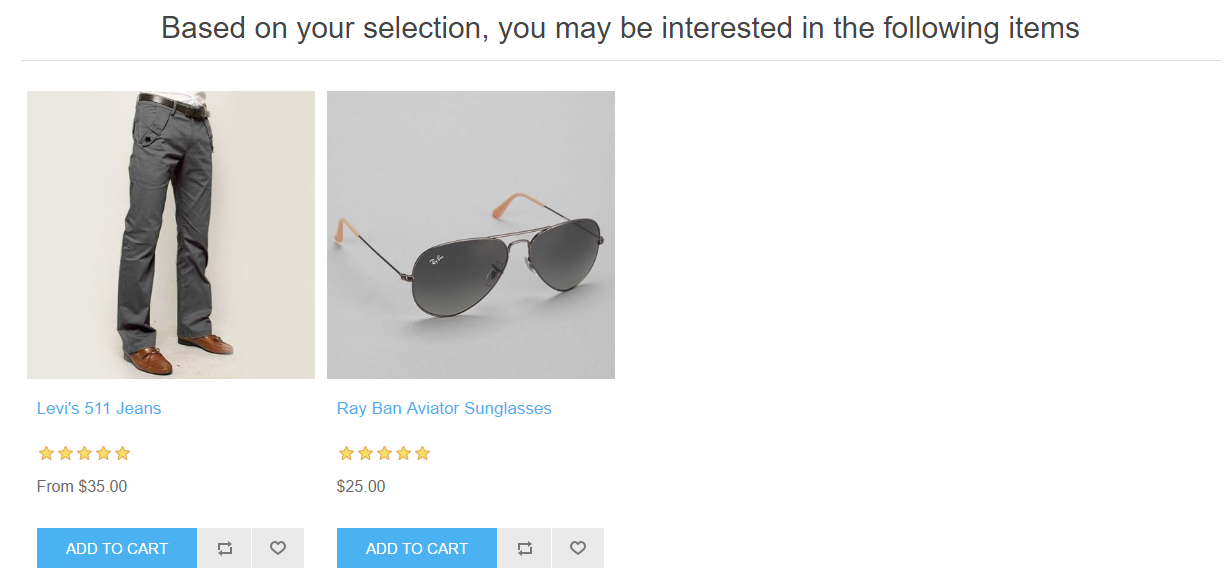 Based on your selection, you may be interested in the following items
Ray-Ban
Levi's 511 Jeans
Ray Ban Aviator Sunglasses
From $35.00
$25.00
ADD TO CART
ADD TO CART